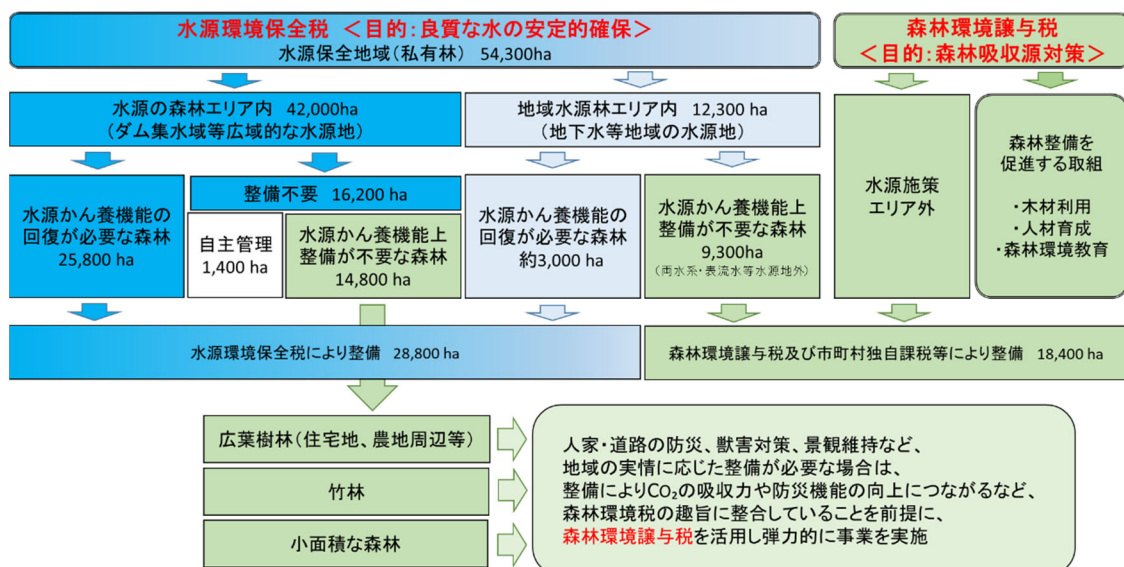 水源環境保全税 <目的:良質な水の安定的確保>
水源保全地域(私有林) 54,300ha
森林環境譲与税
<目的:森林吸収源対策>
水源の森林エリア内 42,000ha
(ダム集水域等広域的な水源地)
地域水源林エリア内 12,300 ha
(地下水等地域の水源地)
水源かん養機能の
回復が必要な森林
25,800 ha
整備不要 16,200 ha
自主管理
1,400 ha
水源かん養機能上
整備が不要な森林
14,800 ha
水源かん養機能の
回復が必要な森林
約3,000 ha
水源かん養機能上
整備が不要な森林
9,300ha
(両水系・表流水等水源地外)
水源施策
エリア外
森林整備を
促進する取組
・木材利用
・人材育成
・森林環境教育
水源環境保全税により整備 28,800 ha
森林環境譲与税及び市町村独自課税等により整備 18,400 ha
広葉樹林(住宅地、農地周辺等)
竹林
小面積な森林
人家・道路の防災、獣害対策、景観維持など、
地域の実情に応じた整備が必要な場合は、
整備によりCO₂の吸収力や防災機能の向上につながるなど、
森林環境税の趣旨に整合していることを前提に、
森林環境譲与税を活用し弾力的に事業を実施